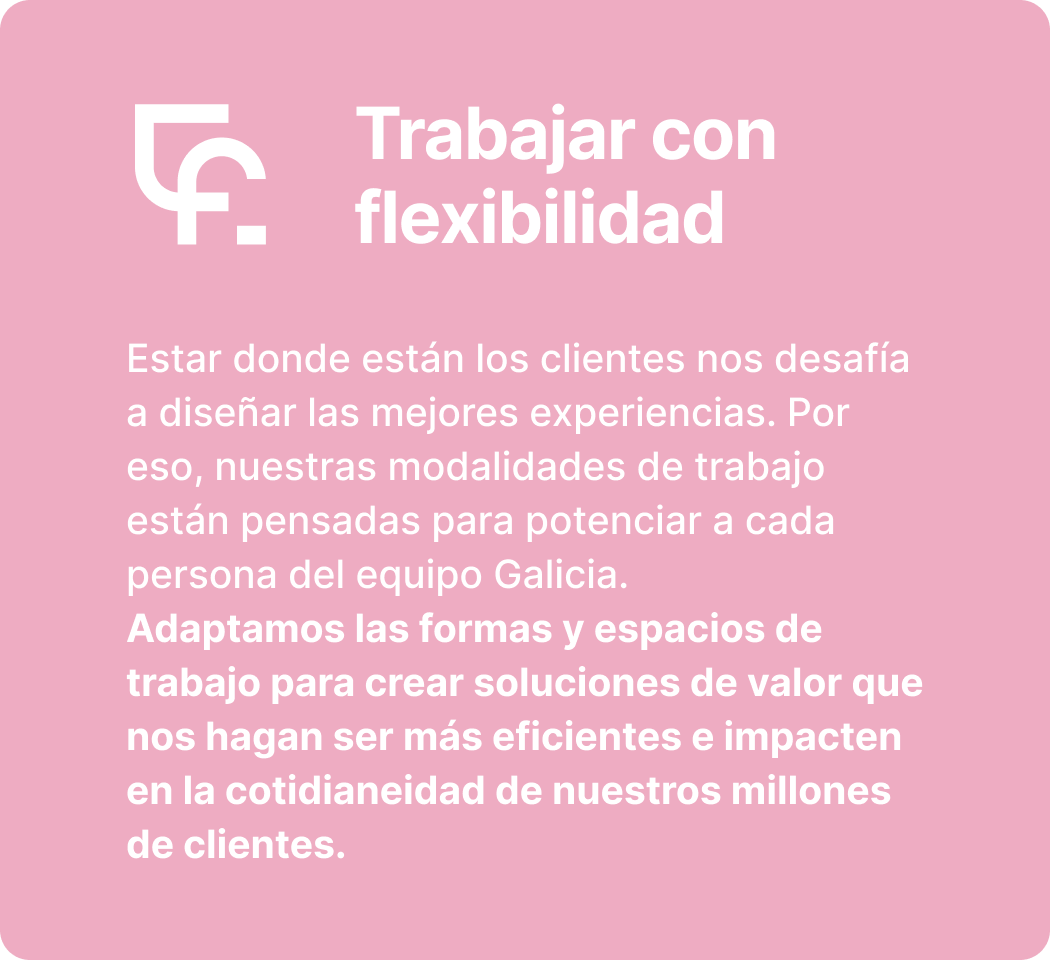 Trabajar con
flexibilidad
Estar donde están los clientes nos desafía
a diseñar las mejores experiencias. Por
eso, nuestras modalidades de trabajo
están pensadas para potenciar a cada
persona del equipo Galicia.
Adaptamos las formas y espacios de
trabajo para crear soluciones de valor que
nos hagan ser más eficientes e impacten
en la cotidianeidad de nuestros millones
de clientes.